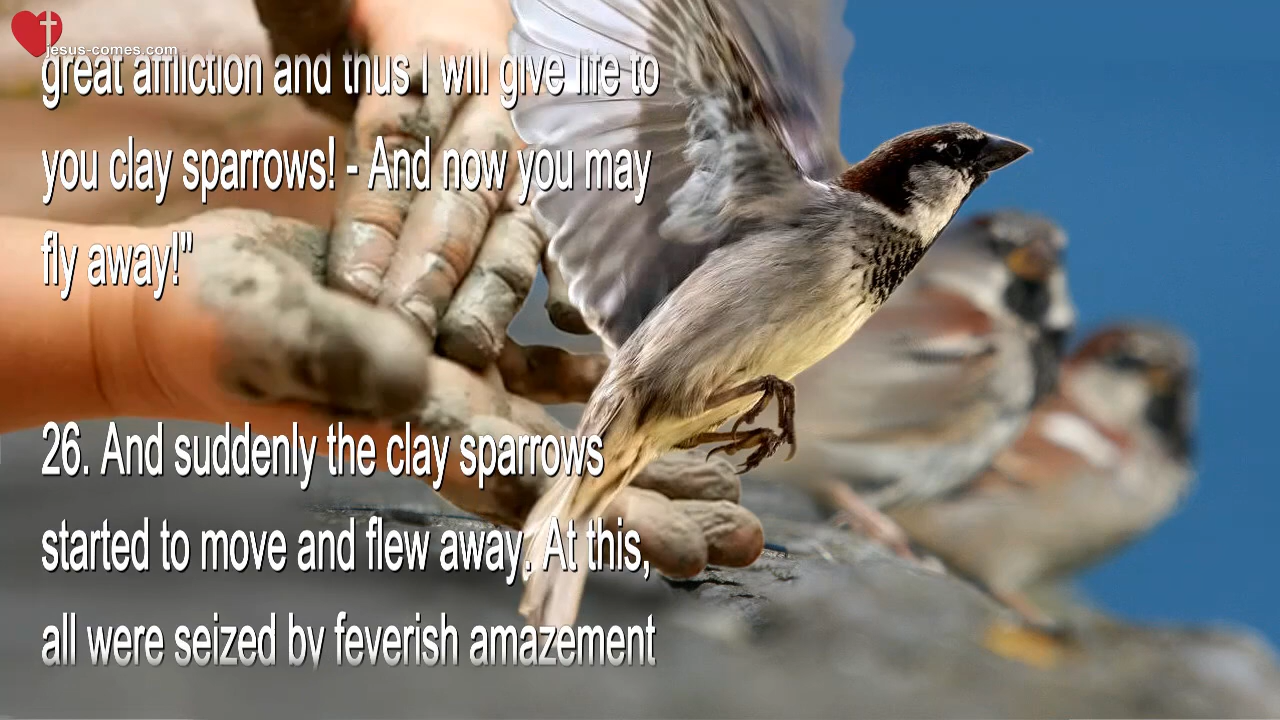 jesus-comes.com
great affliction and thus I will give life to
you clay sparrows! - And now you may
fly away!"
26. And suddenly the clay sparrows
started to move and flew away. At this,
all were seized by feverish amazement